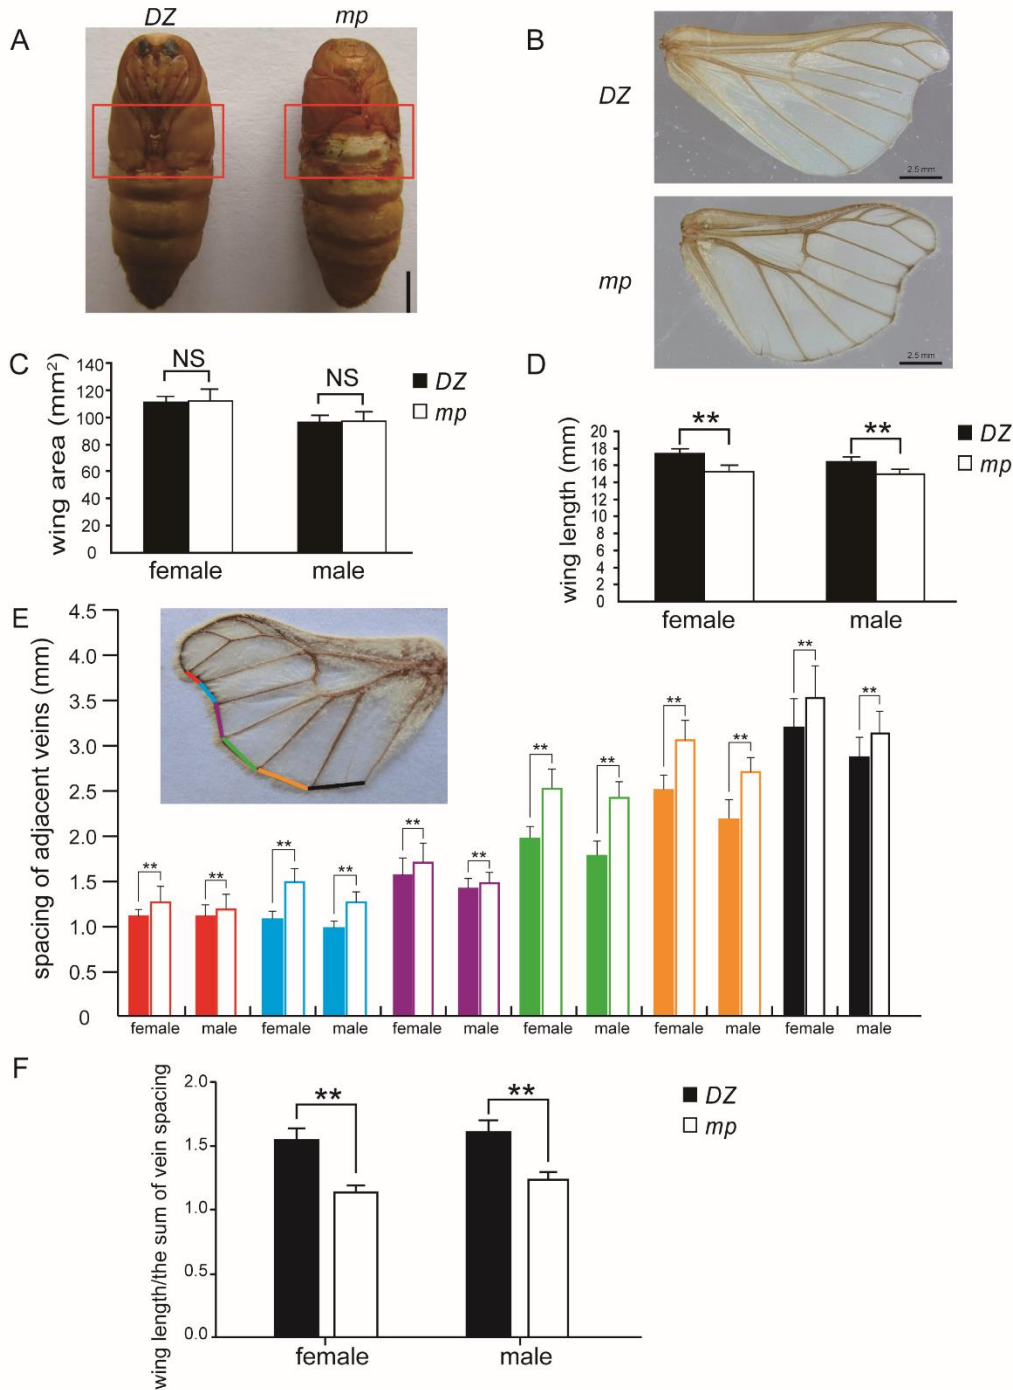 A
DZ
mp
B
DZ
2.5 mm
mp
2.5 mm
C
wing area (mm²)
140
120
100
80
60
40
20
0
NS
NS
female
male
DZ
mp
D
wing length (mm)
20
18
16
14
12
10
8
6
4
2
0
**
**
female
male
DZ
mp
E
spacing of adjacent veins (mm)
4.5
4.0
3.5
3.0
2.5
2.0
1.5
1.0
0.5
0
**
**
**
**
**
**
**
**
**
**
**
**
female male female male female male female male female male female male
F
wing length/the sum of vein spacing
2.0
1.5
1.0
0.5
0.0
**
**
female
male
DZ
mp